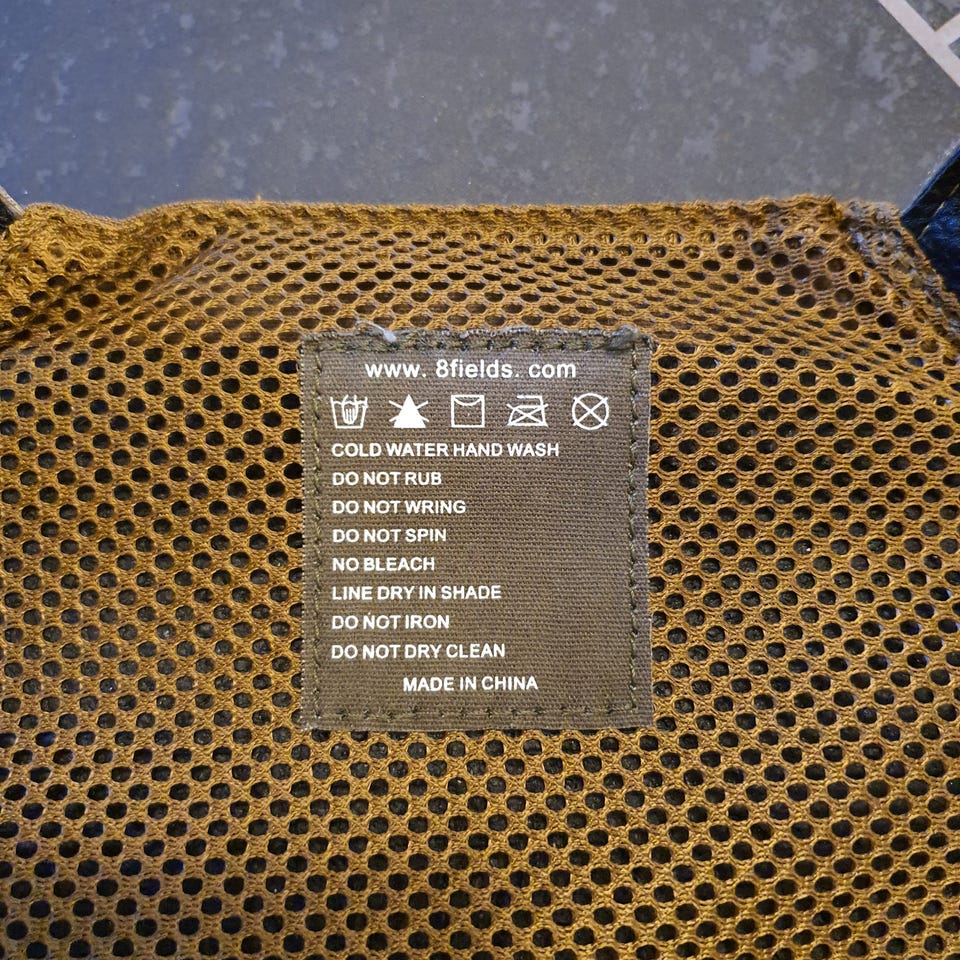 www. 8fields. com
COLD WATER HAND WASH
DO NOT RUB
DO NOT WRING
DO NOT SPIN
NO BLEACH
LINE DRY IN SHADE
DO NOT IRON
DO NOT DRY CLEAN
MADE IN CHINA